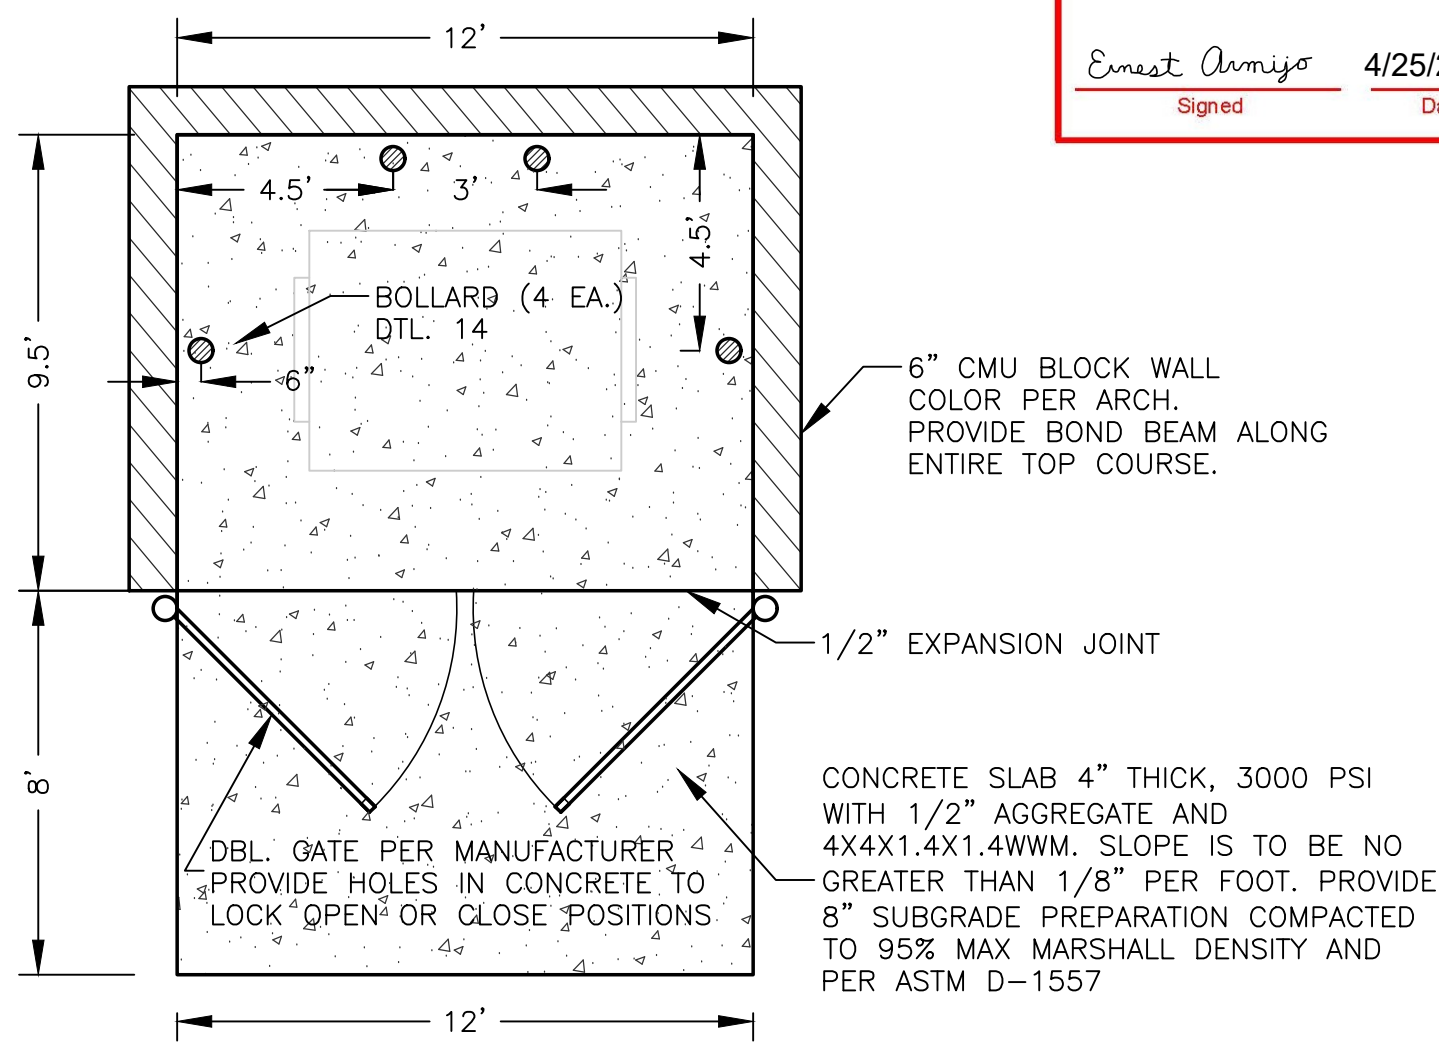 12'
Ernest Armijo
4/25/2
Signed
Da
4.5'
3'
4.5'
BOLLARD (4 EA.)
DTL. 14
9.5'
6"
6" CMU BLOCK WALL
COLOR PER ARCH.
PROVIDE BOND BEAM ALONG
ENTIRE TOP COURSE.
1/2" EXPANSION JOINT
8'
CONCRETE SLAB 4" THICK, 3000 PSI
WITH 1/2" AGGREGATE AND
4X4X1.4X1.4WWM. SLOPE IS TO BE NO
GREATER THAN 1/8" PER FOOT. PROVIDE
8" SUBGRADE PREPARATION COMPACTED
TO 95% MAX MARSHALL DENSITY AND
PER ASTM D-1557
DBL. GATE PER MANUFACTURER
PROVIDE HOLES IN CONCRETE TO
LOCK OPEN OR CLOSE POSITIONS
12'